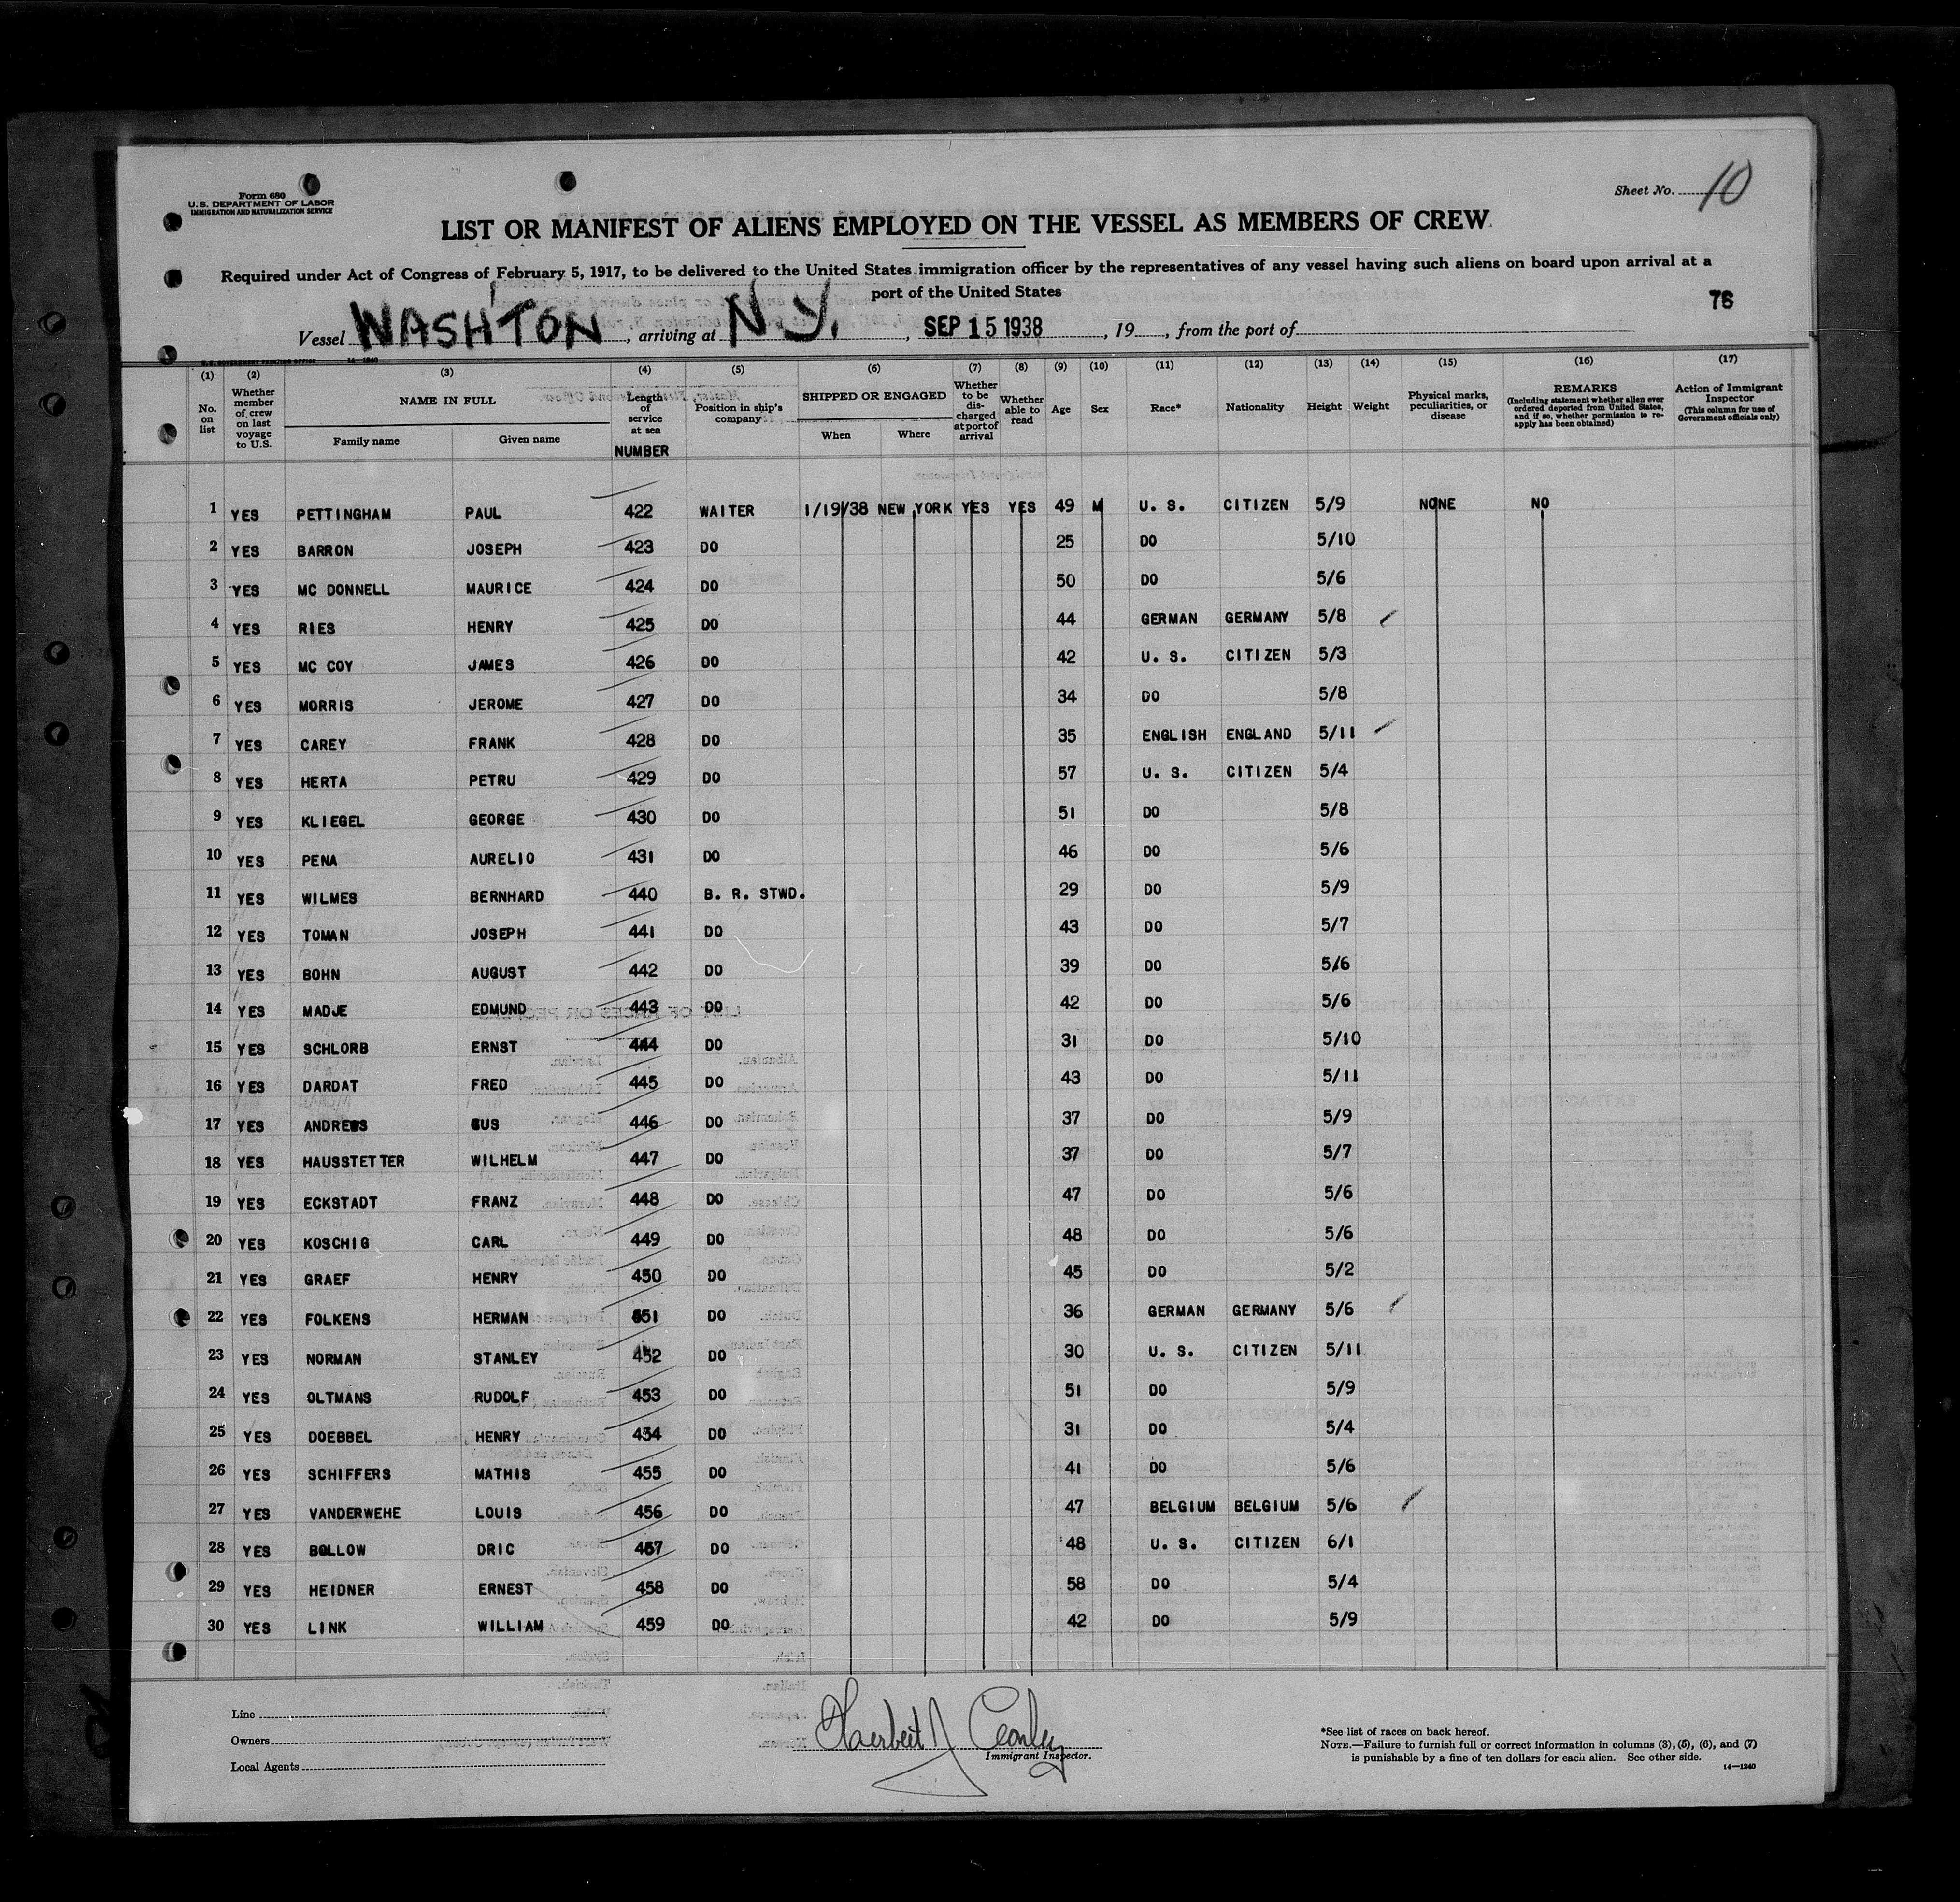 Form 680
U.S. DEPARTMENT OF LABOR
IMMIGRATION AND NATURALIZATION SERVICE
Sheet No. 10
LIST OR MANIFEST OF ALIENS EMPLOYED ON THE VESSEL AS MEMBERS OF CREW
Required under Act of Congress of February 5, 1917, to be delivered to the United States immigration officer by the representatives of any vessel having such aliens on board upon arrival at a
port of the United States
76
Vessel WASH'TON, arriving at N.Y., SEP 15 1938, 19, from the port of
U.S. GOVERNMENT PRINTING OFFICE 14-1240
(1) (2) (3) (4) (5) (6) (7) (8) (9) (10) (11) (12) (13) (14) (15) (16) (17)
No. on list
Whether member of crew on last voyage to U.S.
NAME IN FULL
Family name Given name
Length of service at sea
NUMBER
Position in ship's company
SHIPPED OR ENGAGED
When Where
Whether to be discharged at port of arrival
Whether able to read
Age Sex Race* Nationality Height Weight
Physical marks, peculiarities, or disease
REMARKS
(Including statement whether alien ever ordered deported from United States, and if so, whether permission to reapply has been obtained)
Action of Immigrant Inspector
(This column for use of Government officials only)
1 YES PETTINGHAM PAUL 422 WAITER 1/19/38 NEW YORK YES YES 49 M U. S. CITIZEN 5/9 NONE NO
2 YES BARRON JOSEPH 423 DO 25 DO 5/10
3 YES MC DONNELL MAURICE 424 DO 50 DO 5/6
4 YES RIES HENRY 425 DO 44 GERMAN GERMANY 5/8
5 YES MC COY JAMES 426 DO 42 U. S. CITIZEN 5/3
6 YES MORRIS JEROME 427 DO 34 DO 5/8
7 YES CAREY FRANK 428 DO 35 ENGLISH ENGLAND 5/11
8 YES HERTA PETRU 429 DO 57 U. S. CITIZEN 5/4
9 YES KLIEGEL GEORGE 430 DO 51 DO 5/8
10 YES PENA AURELIO 431 DO 46 DO 5/6
11 YES WILMES BERNHARD 440 B. R. STWD. 29 DO 5/9
12 YES TOMAN JOSEPH 441 DO 43 DO 5/7
13 YES BOHN AUGUST 442 DO 39 DO 5/6
14 YES MADJE EDMUND 443 DO 42 DO 5/6
15 YES SCHLORB ERNST 444 DO 31 DO 5/10
16 YES DARDAT FRED 445 DO 43 DO 5/11
17 YES ANDREWS GUS 446 DO 37 DO 5/9
18 YES HAUSSTETTER WILHELM 447 DO 37 DO 5/7
19 YES ECKSTADT FRANZ 448 DO 47 DO 5/6
20 YES KOSCHIG CARL 449 DO 48 DO 5/6
21 YES GRAEF HENRY 450 DO 45 DO 5/2
22 YES FOLKENS HERMAN 451 DO 36 GERMAN GERMANY 5/6
23 YES NORMAN STANLEY 452 DO 30 U. S. CITIZEN 5/11
24 YES OLTMANS RUDOLF 453 DO 51 DO 5/9
25 YES DOEBBEL HENRY 454 DO 31 DO 5/4
26 YES SCHIFFERS MATHIS 455 DO 41 DO 5/6
27 YES VANDERWEHE LOUIS 456 DO 47 BELGIUM BELGIUM 5/6
28 YES BOLLOW DRIC 457 DO 48 U. S. CITIZEN 6/1
29 YES HEIDNER ERNEST 458 DO 58 DO 5/4
30 YES LINK WILLIAM 459 DO 42 DO 5/9
Line
Owners
Local Agents
Herbert J
Immigrant Inspector.
*See list of races on back hereof.
NOTE.—Failure to furnish full or correct information in columns (3), (5), (6), and (7)
is punishable by a fine of ten dollars for each alien. See other side.
14-1240